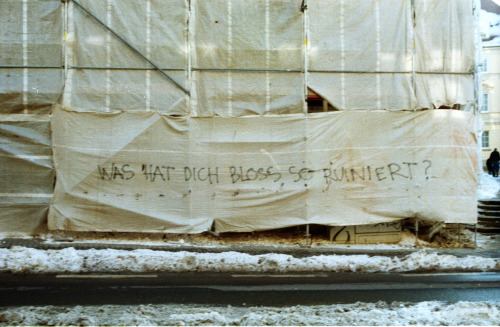 WAS HAT DICH BLOSS SO RUINIERT?